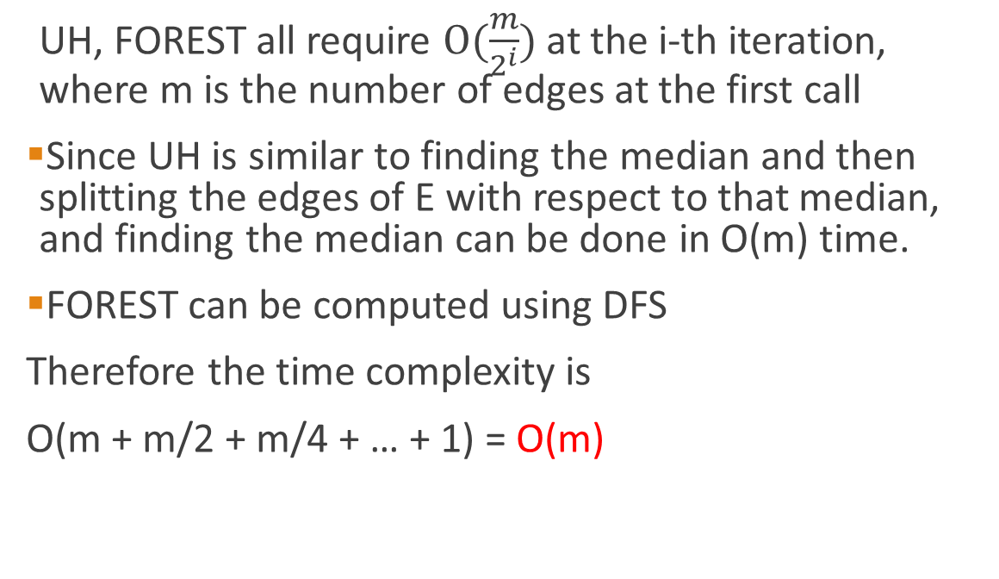 UH, FOREST all require O(m/2^i) at the i-th iteration,
where m is the number of edges at the first call
▪Since UH is similar to finding the median and then
splitting the edges of E with respect to that median,
and finding the median can be done in O(m) time.
▪FOREST can be computed using DFS
Therefore the time complexity is
O(m + m/2 + m/4 + … + 1) = O(m)